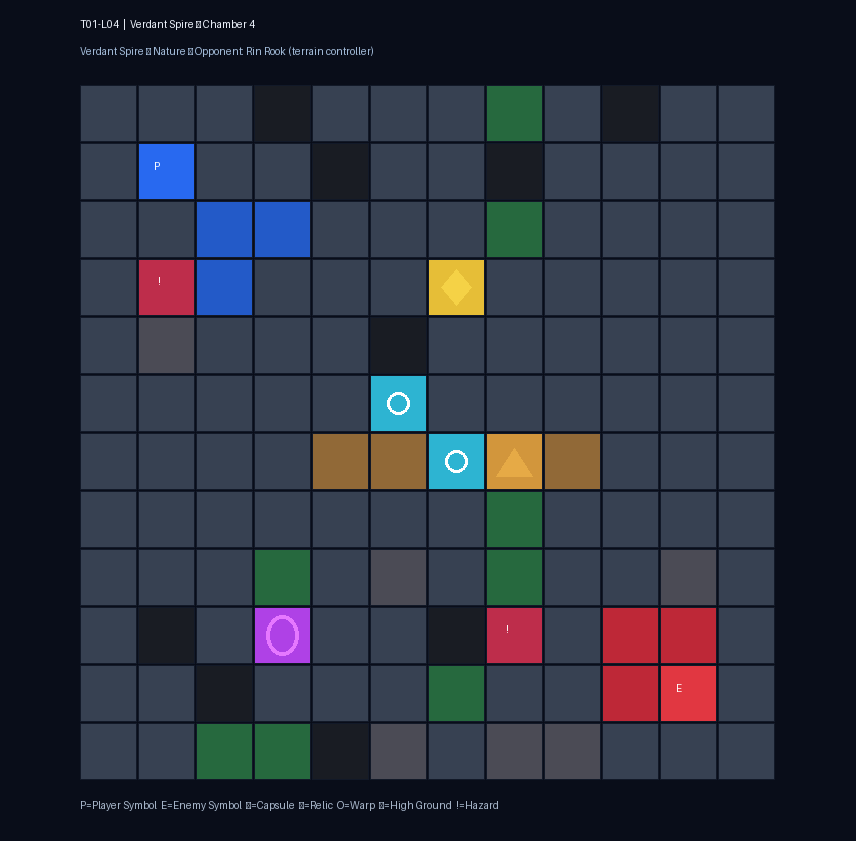 T01-L04 | Verdant Spire ▯ Chamber 4
Verdant Spire ▯ Nature ▯ Opponent: Rin Rook (terrain controller)
P
!
!
E
P=Player Symbol E=Enemy Symbol ▯=Capsule ▯=Relic O=Warp ▯=High Ground !=Hazard